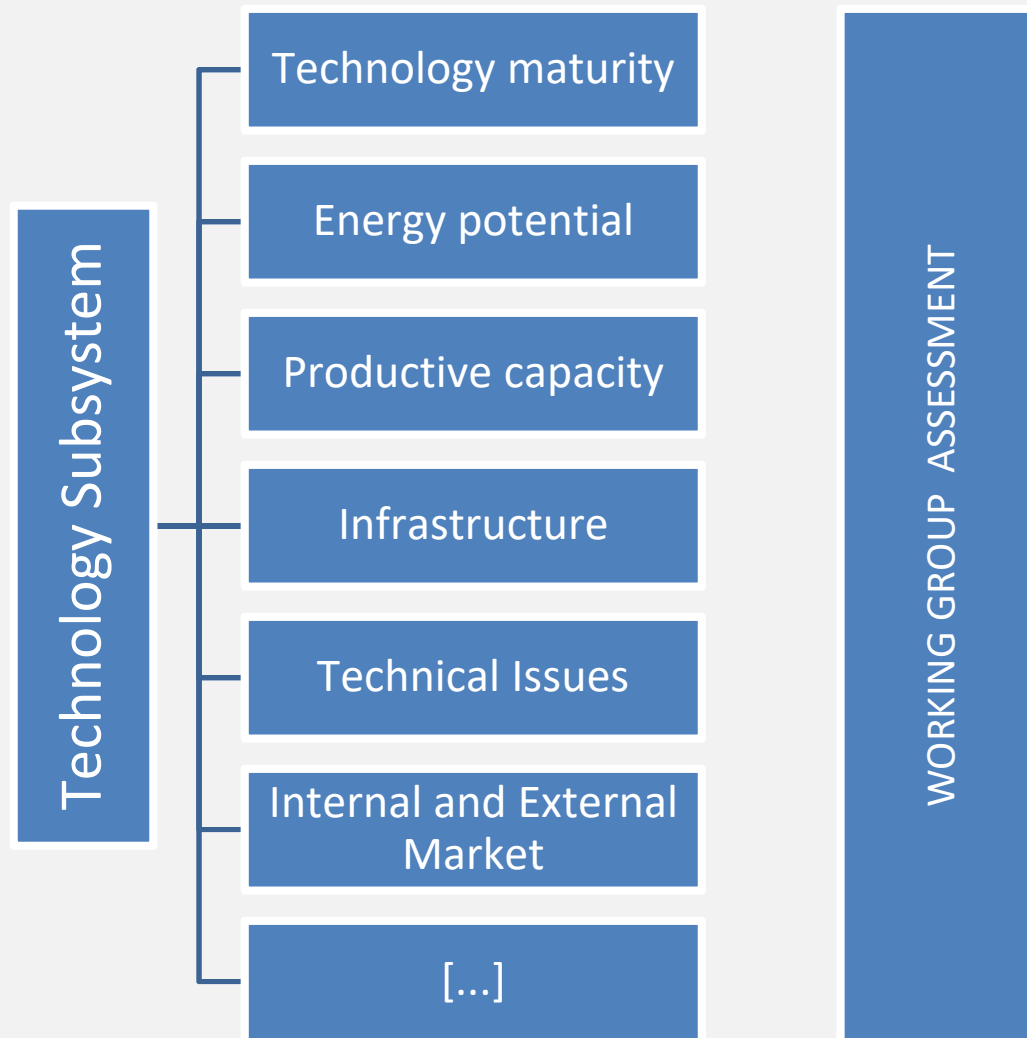 Technology Subsystem
Technology maturity
Energy potential
Productive capacity
Infrastructure
Technical Issues
Internal and External
Market
[...]
WORKING GROUP ASSESSMENT